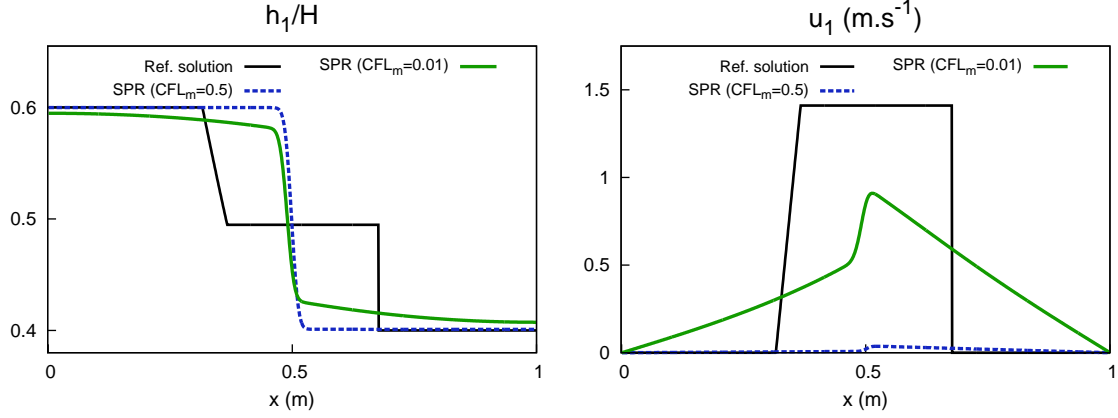 h₁/H
Ref. solution
SPR (CFLₘ=0.5)
SPR (CFLₘ=0.01)
0.6
0.5
0.4
0 0.5 1
x (m)
u₁ (m.s⁻¹)
Ref. solution
SPR (CFLₘ=0.5)
SPR (CFLₘ=0.01)
1.5
1
0.5
0
0 0.5 1
x (m)